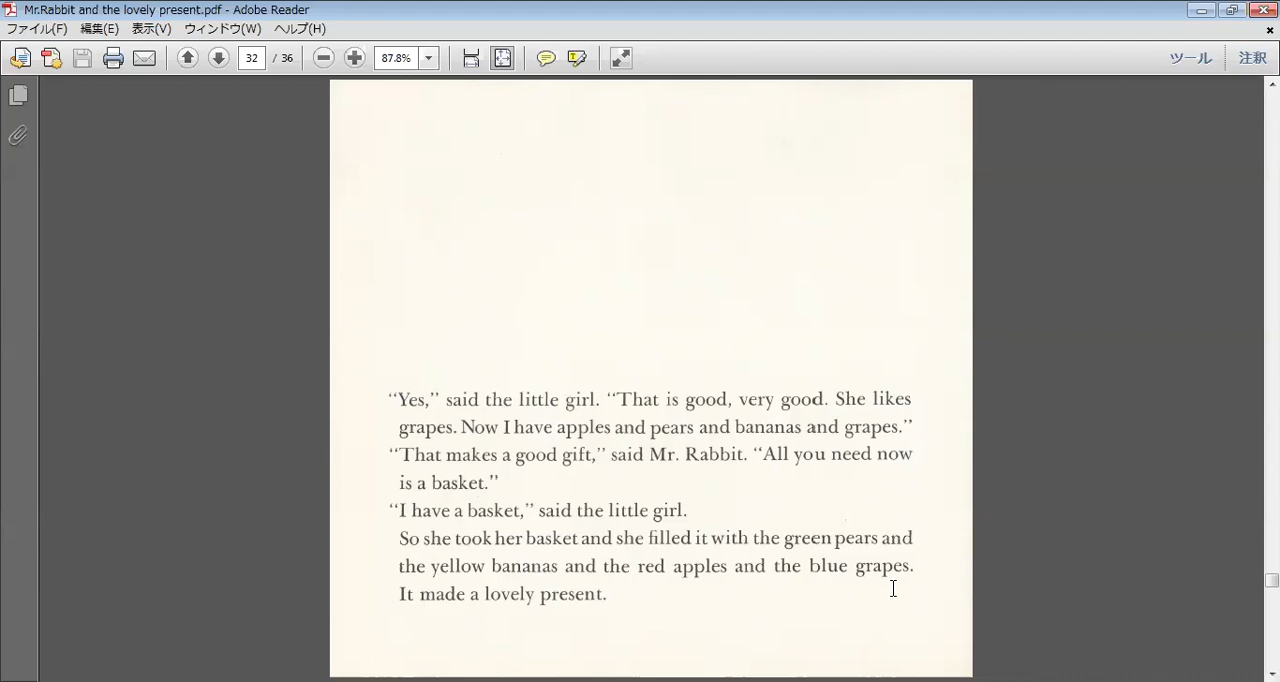 Mr.Rabbit and the lovely present.pdf - Adobe Reader
ファイル(F) 編集(E) 表示(V) ウィンドウ(W) ヘルプ(H)
32 / 36 87.8% ツール 注釈
“Yes,” said the little girl. “That is good, very good. She likes
grapes. Now I have apples and pears and bananas and grapes.”
“That makes a good gift,” said Mr. Rabbit. “All you need now
is a basket.”
“I have a basket,” said the little girl.
So she took her basket and she filled it with the green pears and
the yellow bananas and the red apples and the blue grapes.
It made a lovely present.